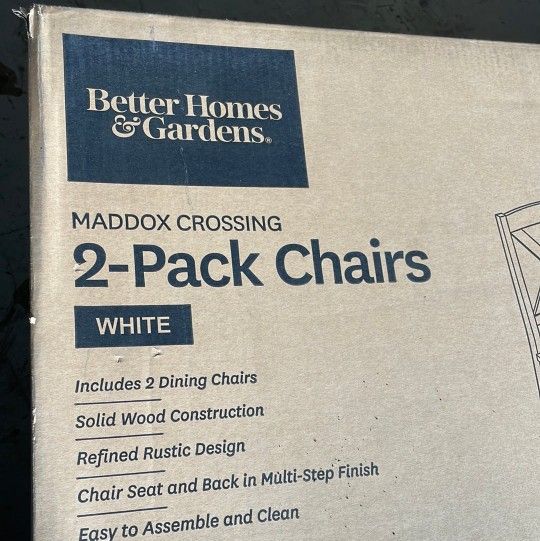 Better Homes
& Gardens®
MADDOX CROSSING
2-Pack Chairs
WHITE
Includes 2 Dining Chairs
Solid Wood Construction
Refined Rustic Design
Chair Seat and Back in Multi-Step Finish
Easy to Assemble and Clean